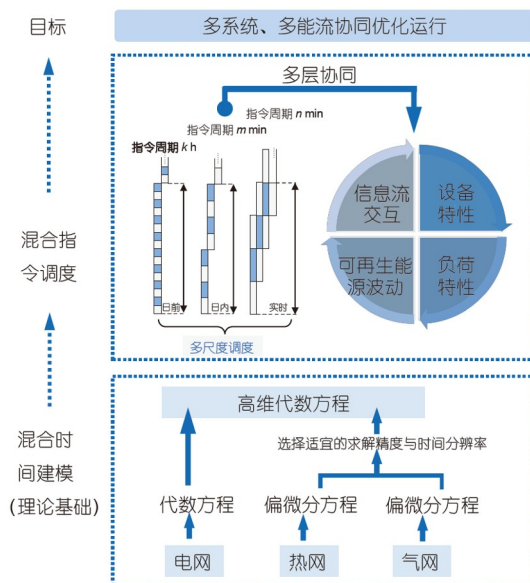 目标
多系统、多能流协同优化运行
多层协同
指令周期 n min
指令周期 m min
指令周期 k h
信息流
交互
设备
特性
可再生能
源波动
负荷
特性
日前
日内
实时
多尺度调度
混合指
令调度
高维代数方程
选择适宜的求解精度与时间分辨率
混合时
间建模
(理论基础)
代数方程
偏微分方程
偏微分方程
电网
热网
气网